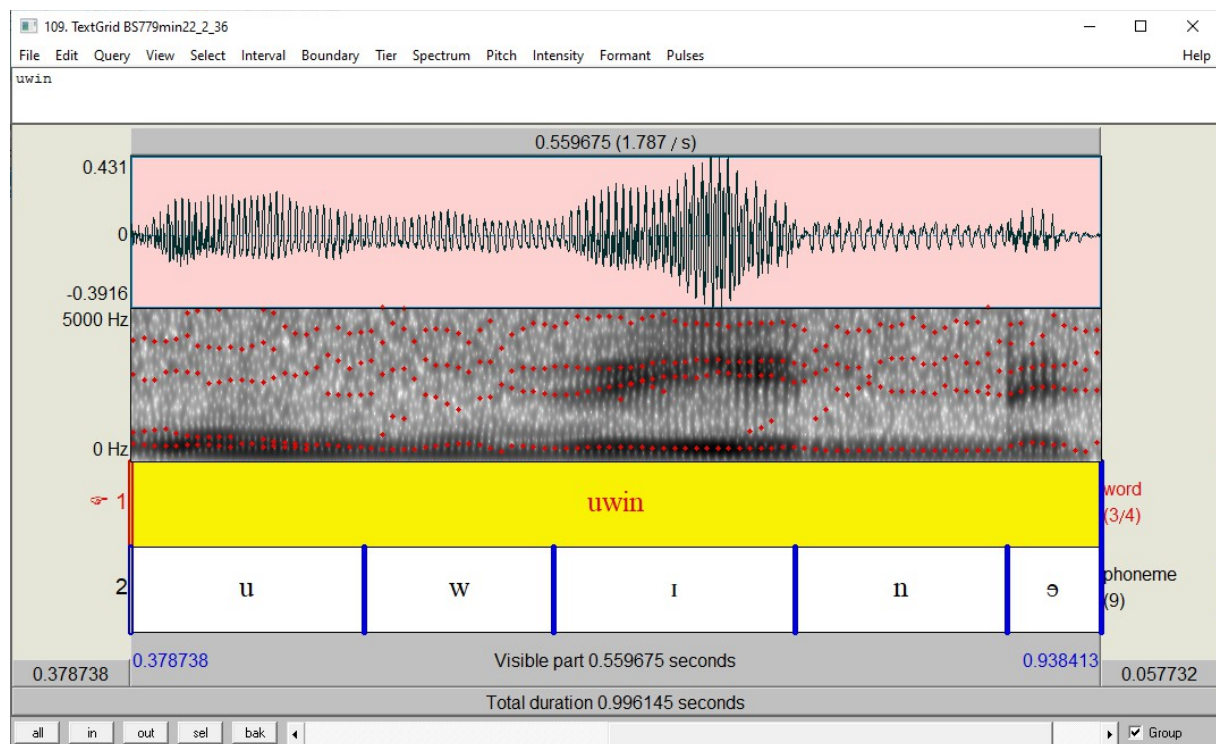 109. TextGrid BS779min22_2_36
File Edit Query View Select Interval Boundary Tier Spectrum Pitch Intensity Formant Pulses Help
uwin
0.559675 (1.787 / s)
0.431
0
-0.3916
5000 Hz
0 Hz
☞ 1 uwin word (3/4)
2 u w ɪ n ɘ phoneme (9)
0.378738 0.378738 Visible part 0.559675 seconds 0.938413 0.057732
Total duration 0.996145 seconds
all in out sel bak Group